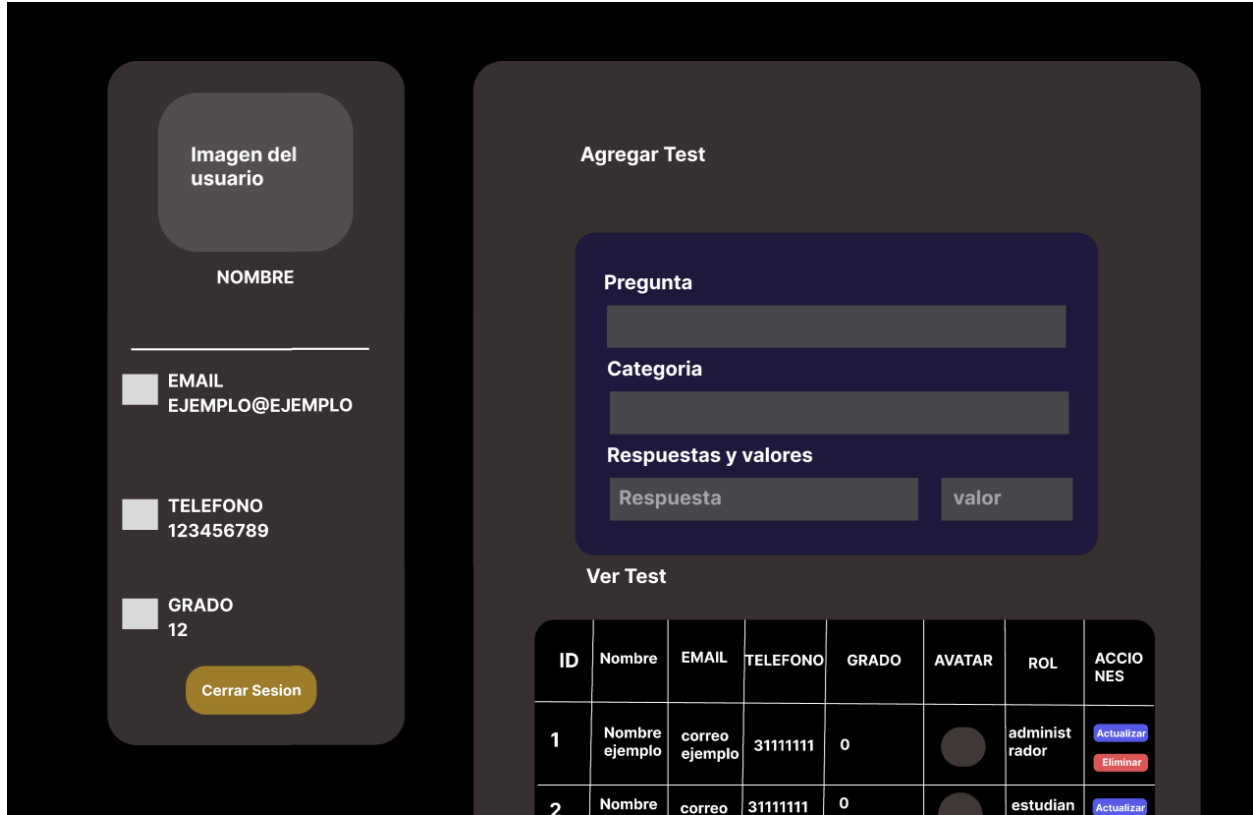 Imagen del
usuario
NOMBRE
EMAIL
EJEMPLO@EJEMPLO
TELEFONO
123456789
GRADO
12
Cerrar Sesion
Agregar Test
Pregunta
Categoria
Respuestas y valores
Respuesta valor
Ver Test
ID Nombre EMAIL TELEFONO GRADO AVATAR ROL ACCIO
NES
1 Nombre
ejemplo correo
ejemplo 31111111 0 administ
rador Actualizar
Eliminar
2 Nombre correo 31111111 0 estudian Actualizar